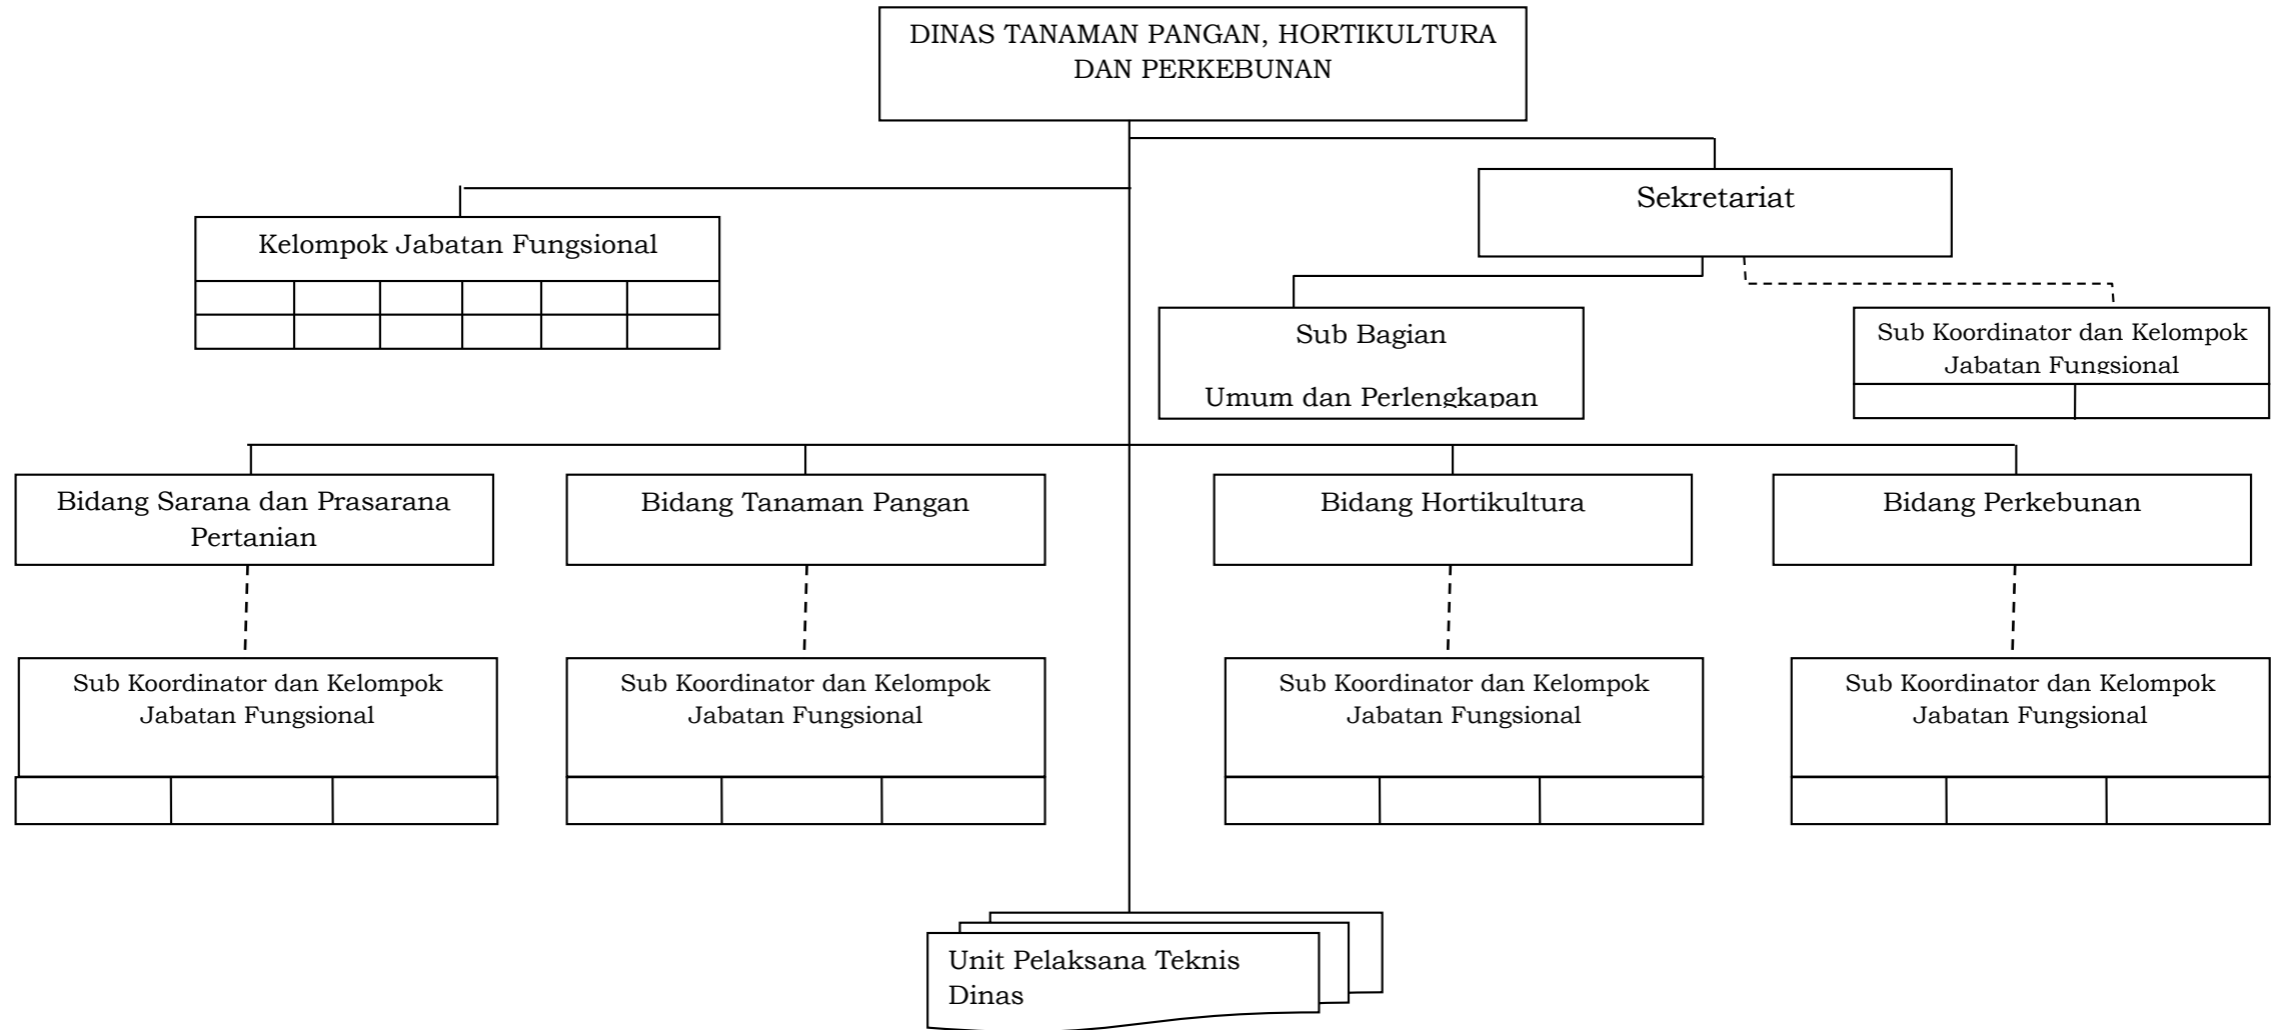 DINAS TANAMAN PANGAN, HORTIKULTURA
DAN PERKEBUNAN
Sekretariat
Kelompok Jabatan Fungsional
Sub Bagian
Umum dan Perlengkapan
Sub Koordinator dan Kelompok
Jabatan Fungsional
Bidang Sarana dan Prasarana
Pertanian
Bidang Tanaman Pangan
Bidang Hortikultura
Bidang Perkebunan
Sub Koordinator dan Kelompok
Jabatan Fungsional
Sub Koordinator dan Kelompok
Jabatan Fungsional
Sub Koordinator dan Kelompok
Jabatan Fungsional
Sub Koordinator dan Kelompok
Jabatan Fungsional
Unit Pelaksana Teknis
Dinas